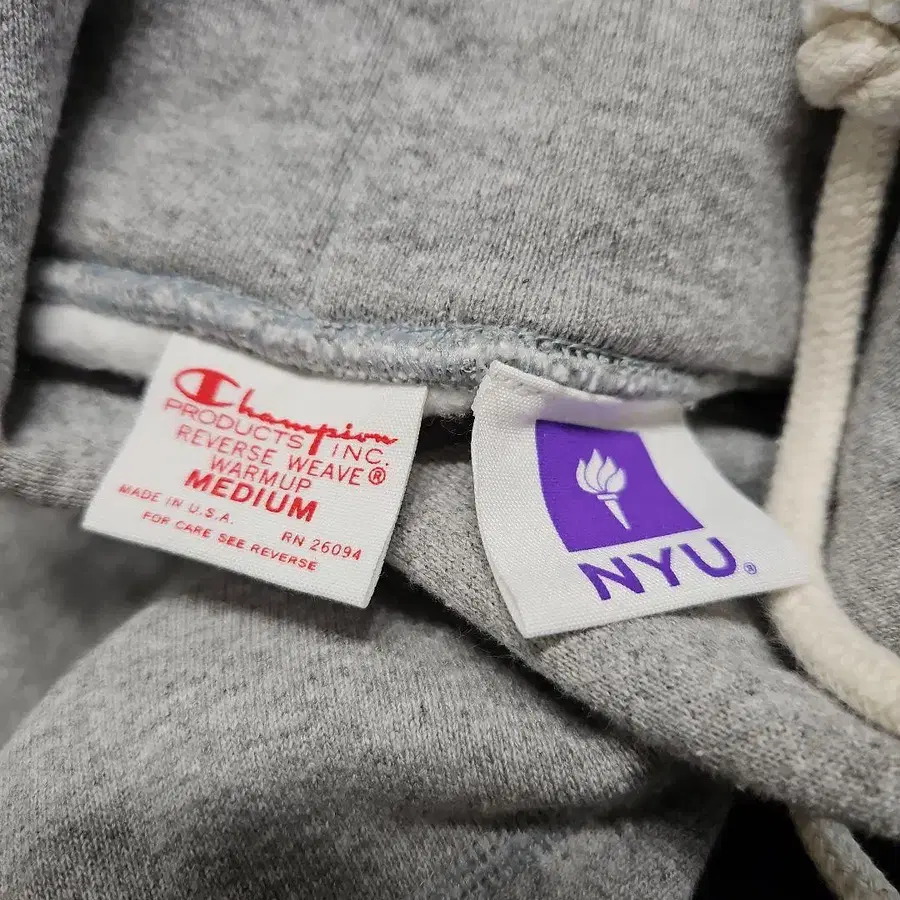 Champion
PRODUCTS INC.
REVERSE WEAVE®
WARMUP
MEDIUM
MADE IN U.S.A.
RN 26094
FOR CARE SEE REVERSE
NYU®